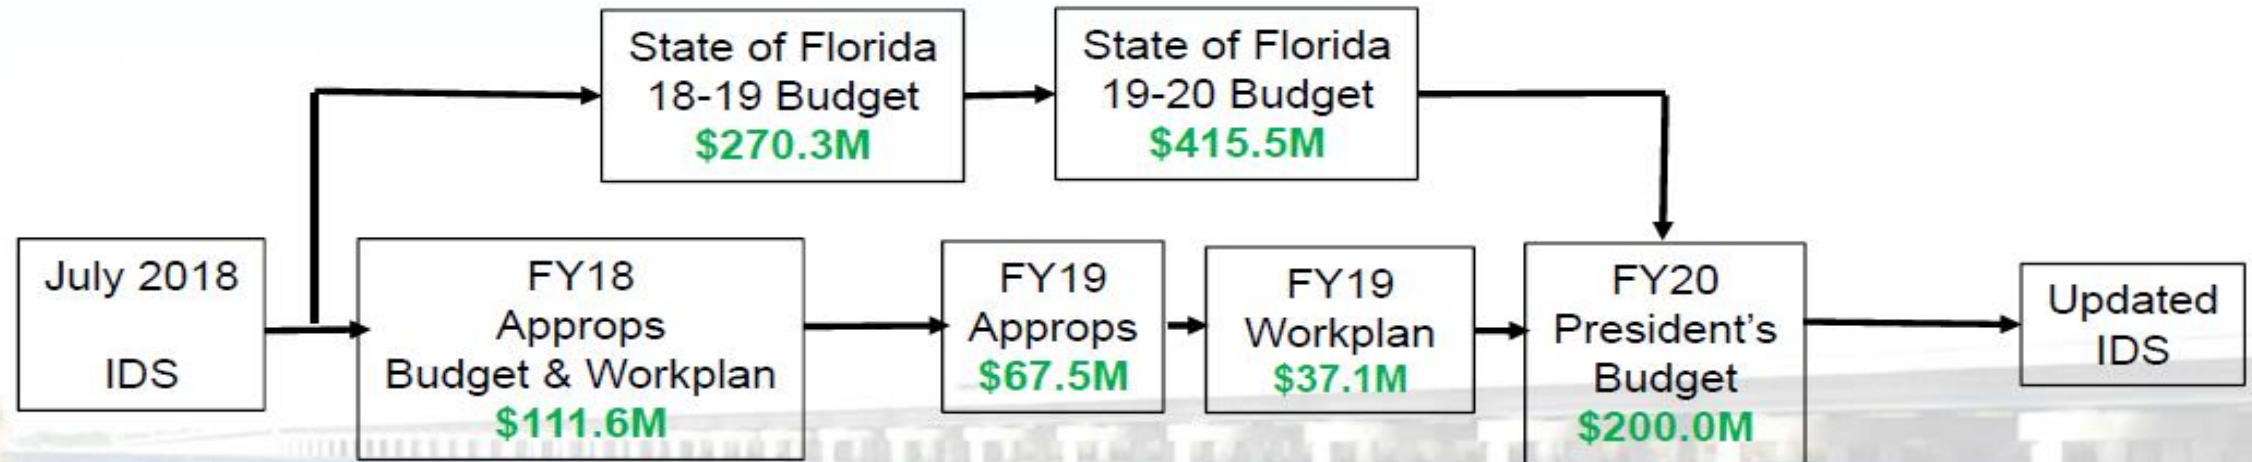 State of Florida
18-19 Budget
$270.3M
State of Florida
19-20 Budget
$415.5M
July 2018
IDS
FY18
Approps
Budget & Workplan
$111.6M
FY19
Approps
$67.5M
FY19
Workplan
$37.1M
FY20
President's
Budget
$200.0M
Updated
IDS